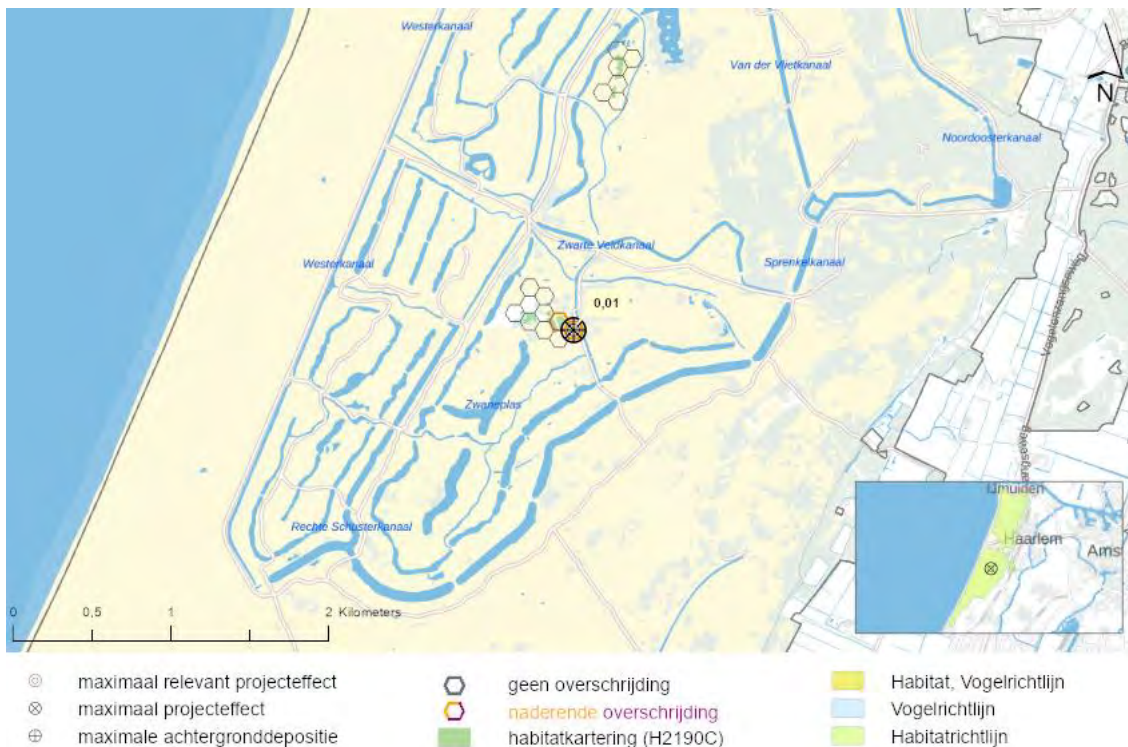 Westerkanaal
Van der Vlietkanaal
N
Noordoosterkanaal
Zwarte Veldkanaal
Westerkanaal
Sprenkelkanaal
0,01
Vogelenzangseweg
Zwaneplas
Rechte Schusterkanaal
IJmuiden
Haarlem
Ams
0 0,5 1 2 Kilometers
maximaal relevant projecteffect
maximaal projecteffect
maximale achtergronddepositie
geen overschrijding
naderende overschrijding
habitatkartering (H2190C)
Habitat, Vogelrichtlijn
Vogelrichtlijn
Habitatrichtlijn